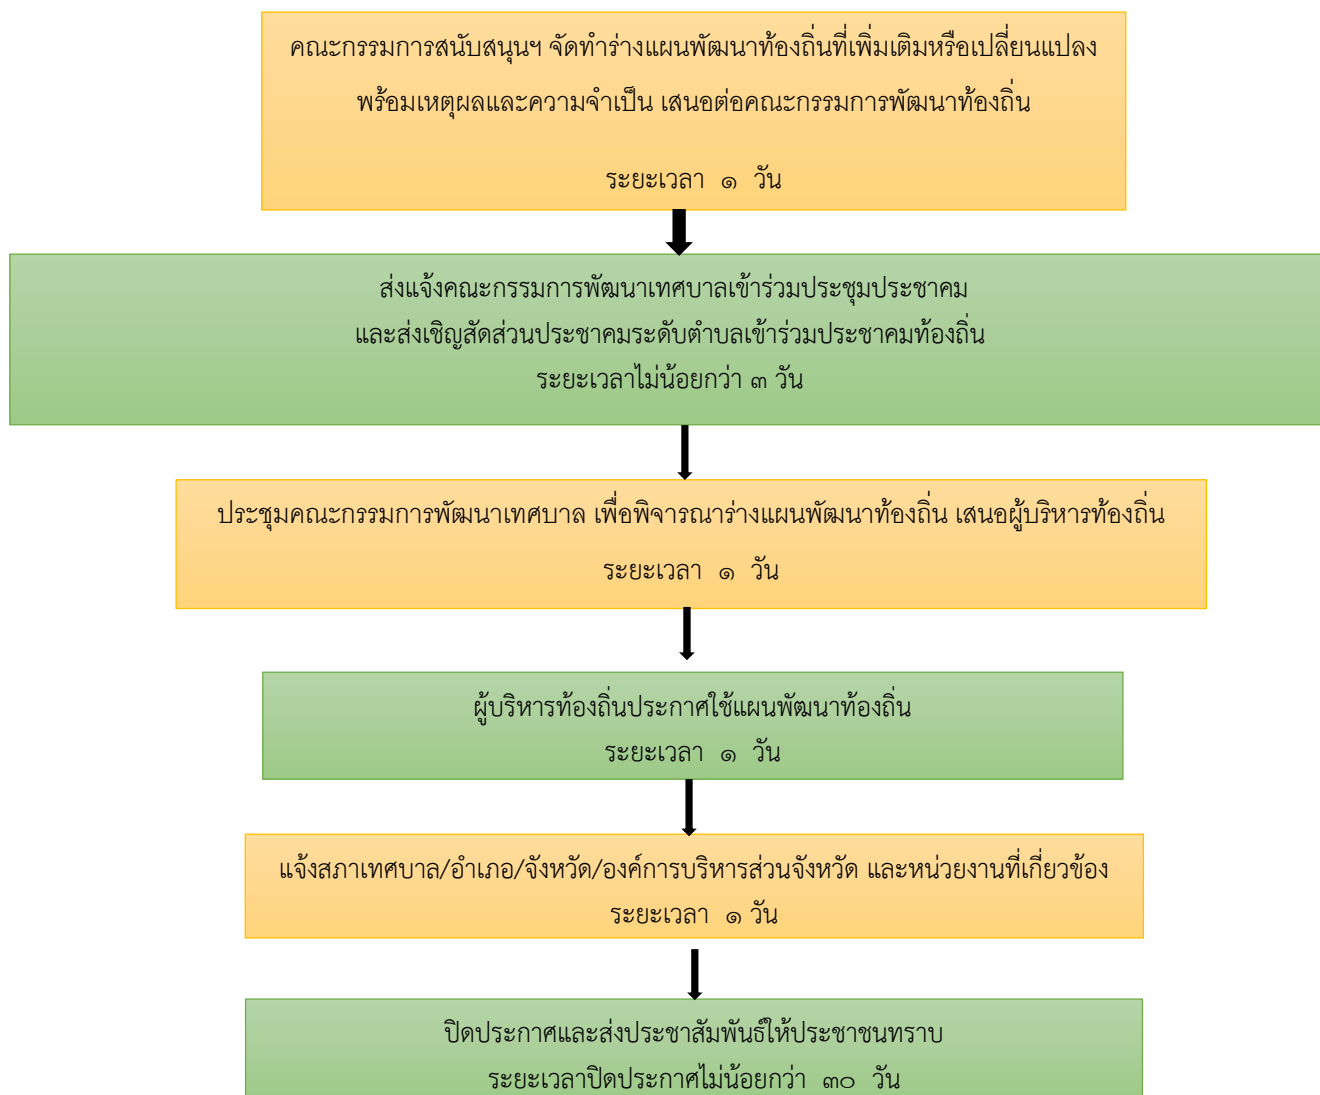 คณะกรรมการสนับสนุนฯ จัดทำร่างแผนพัฒนาท้องถิ่นที่เพิ่มเติมหรือเปลี่ยนแปลง
พร้อมเหตุผลและความจำเป็น เสนอต่อคณะกรรมการพัฒนาท้องถิ่น
ระยะเวลา ๑ วัน
ส่งแจ้งคณะกรรมการพัฒนาเทศบาลเข้าร่วมประชุมประชาคม
และส่งเชิญสัดส่วนประชาคมระดับตำบลเข้าร่วมประชาคมท้องถิ่น
ระยะเวลาไม่น้อยกว่า ๓ วัน
ประชุมคณะกรรมการพัฒนาเทศบาล เพื่อพิจารณาร่างแผนพัฒนาท้องถิ่น เสนอผู้บริหารท้องถิ่น
ระยะเวลา ๑ วัน
ผู้บริหารท้องถิ่นประกาศใช้แผนพัฒนาท้องถิ่น
ระยะเวลา ๑ วัน
แจ้งสภาเทศบาล/อำเภอ/จังหวัด/องค์การบริหารส่วนจังหวัด และหน่วยงานที่เกี่ยวข้อง
ระยะเวลา ๑ วัน
ปิดประกาศและส่งประชาสัมพันธ์ให้ประชาชนทราบ
ระยะเวลาปิดประกาศไม่น้อยกว่า ๓๐ วัน